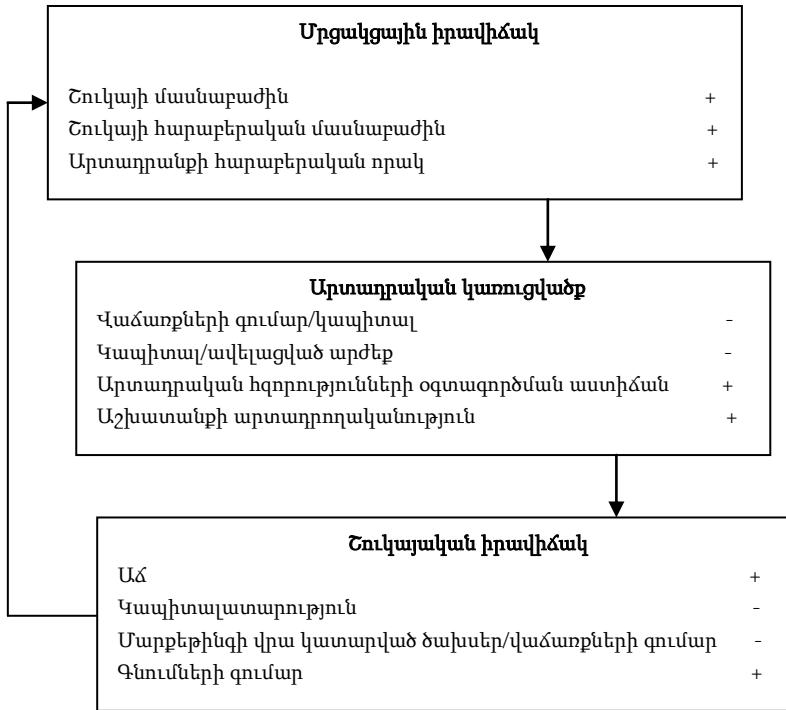 Մրցակցային իրավիճակ
Շուկայի մասնաբաժին +
Շուկայի հարաբերական մասնաբաժին +
Արտադրանքի հարաբերական որակ +
Արտադրական կառուցվածք
Վաճառքների գումար/կապիտալ -
Կապիտալ/ավելացված արժեք -
Արտադրական հզորությունների օգտագործման աստիճան +
Աշխատանքի արտադրողականություն +
Շուկայական իրավիճակ
Աճ +
Կապիտալատարություն -
Մարքեթինգի վրա կատարված ծախսեր/վաճառքների գումար -
Գնումների գումար +